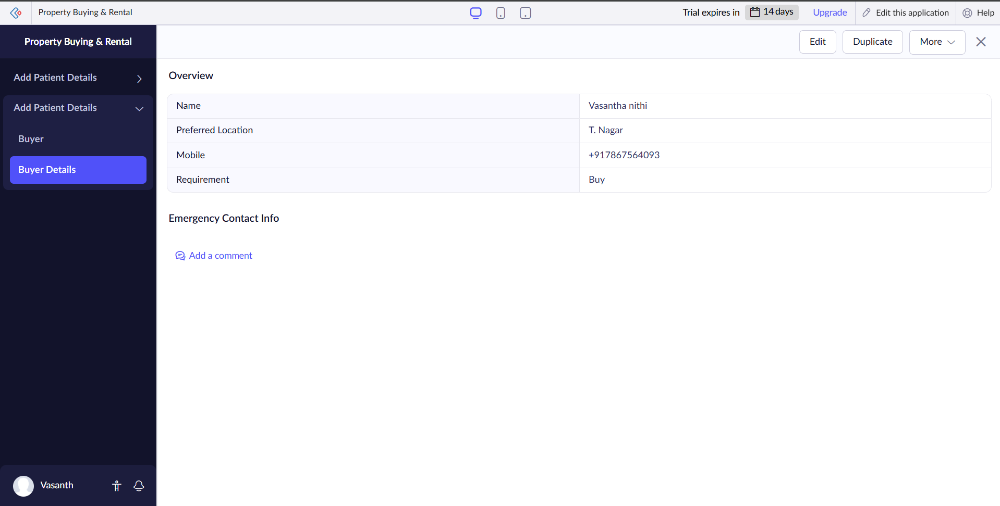 Property Buying & Rental
Trial expires in 14 days Upgrade Edit this application Help
Property Buying & Rental
Edit Duplicate More
Add Patient Details
Add Patient Details
Buyer
Buyer Details
Overview
Name Vasantha nithi
Preferred Location T. Nagar
Mobile +917867564093
Requirement Buy
Emergency Contact Info
Add a comment
Vasanth